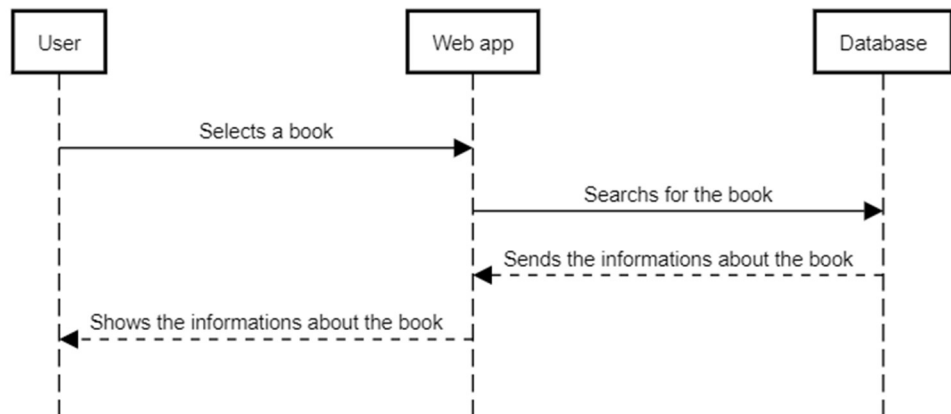 User
Web app
Database
Selects a book
Searchs for the book
Sends the informations about the book
Shows the informations about the book